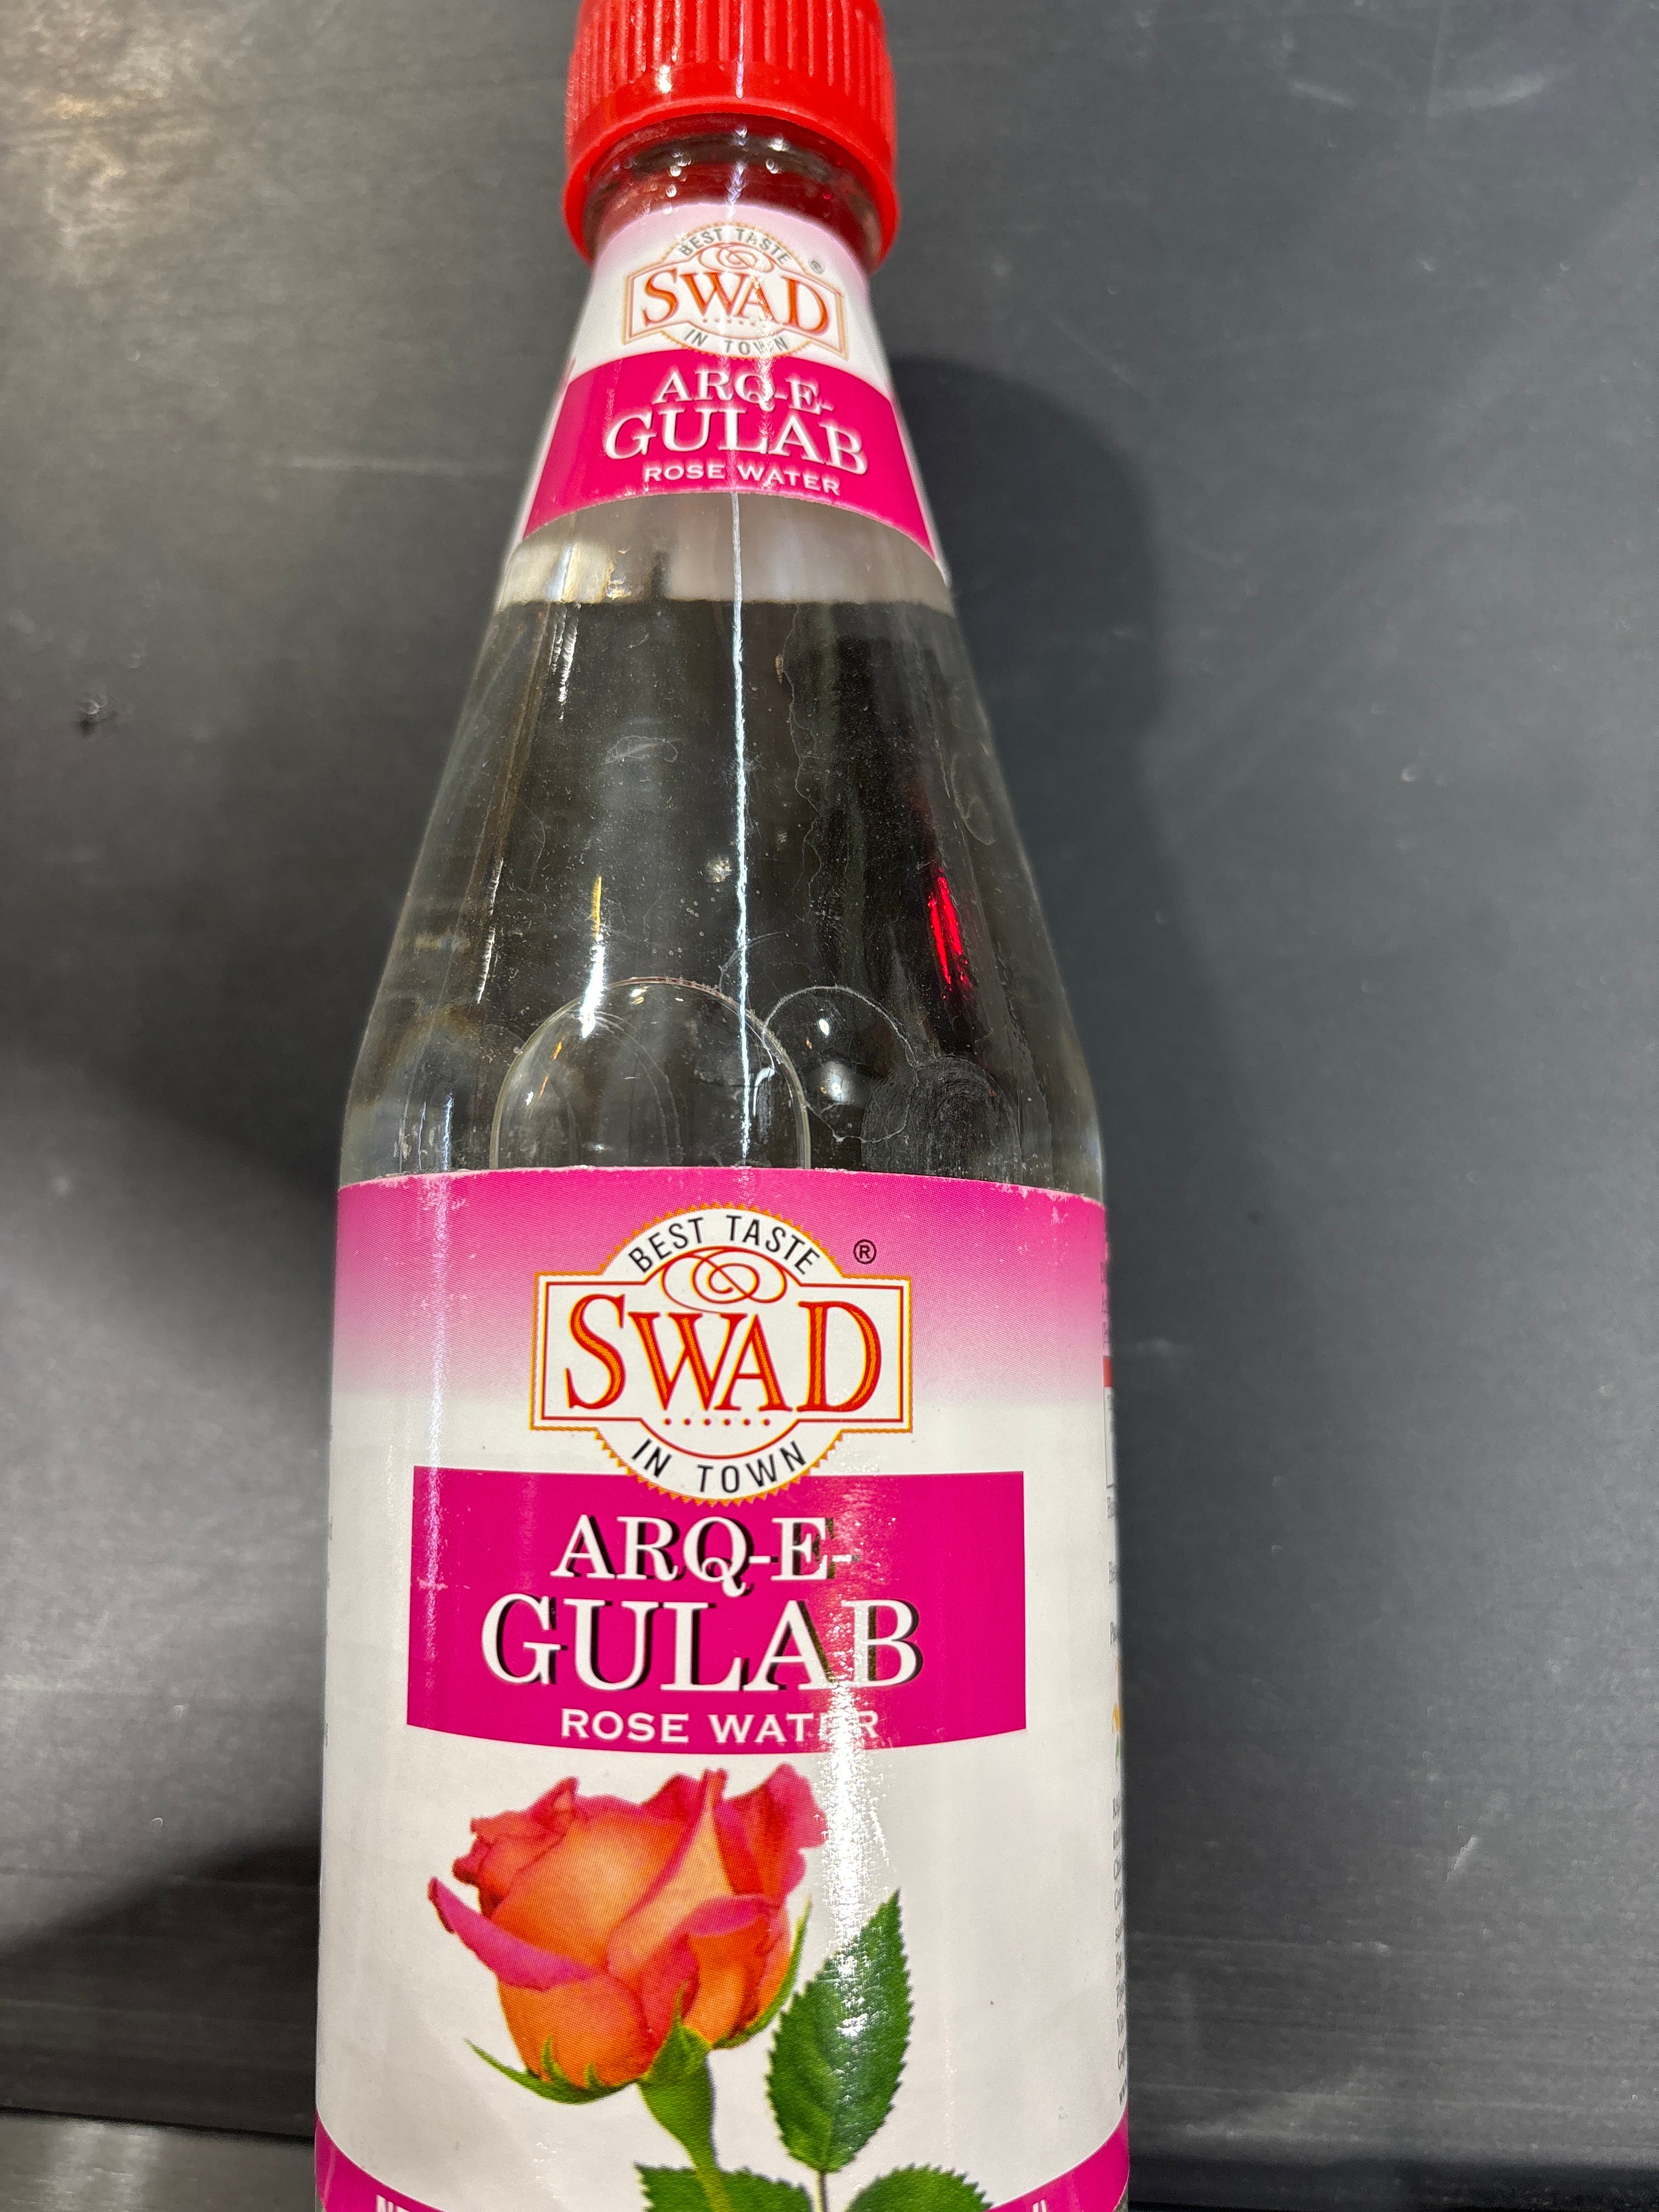 BEST TASTE
®
SWAD
IN TOWN
ARQ-E-
GULAB
ROSE WATER
BEST TASTE
®
SWAD
IN TOWN
ARQ-E-
GULAB
ROSE WATER